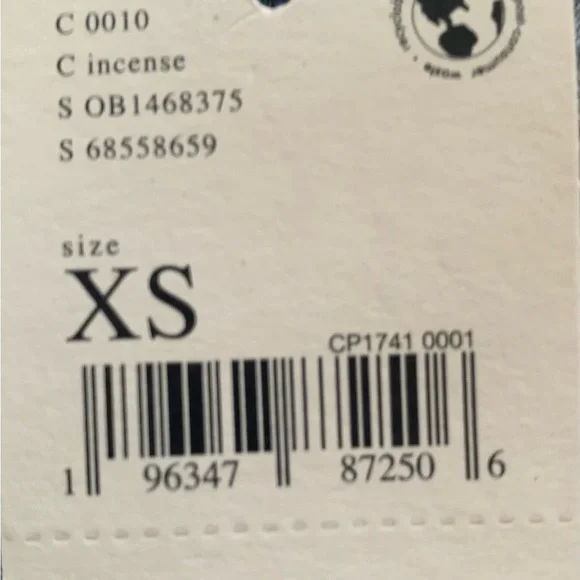 C 0010
C incense
S OB1468375
S 68558659
size
XS
CP1741 0001
1 96347 87250 6